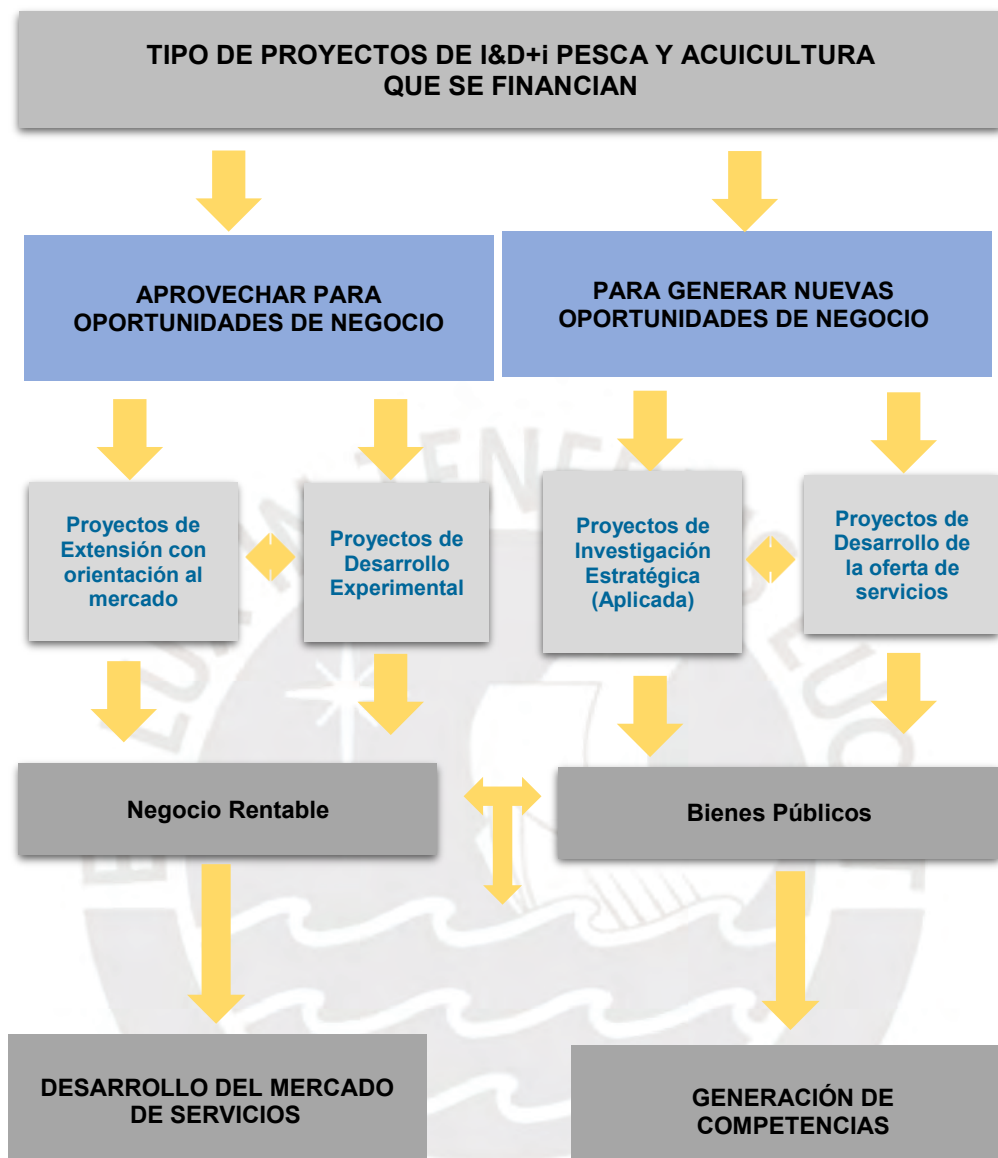 TIPO DE PROYECTOS DE I&D+i PESCA Y ACUICULTURA
QUE SE FINANCIAN
APROVECHAR PARA
OPORTUNIDADES DE NEGOCIO
PARA GENERAR NUEVAS
OPORTUNIDADES DE NEGOCIO
Proyectos de
Extensión con
orientación al
mercado
Proyectos de
Desarrollo
Experimental
Proyectos de
Investigación
Estratégica
(Aplicada)
Proyectos de
Desarrollo de
la oferta de
servicios
Negocio Rentable
Bienes Públicos
DESARROLLO DEL MERCADO
DE SERVICIOS
GENERACIÓN DE
COMPETENCIAS